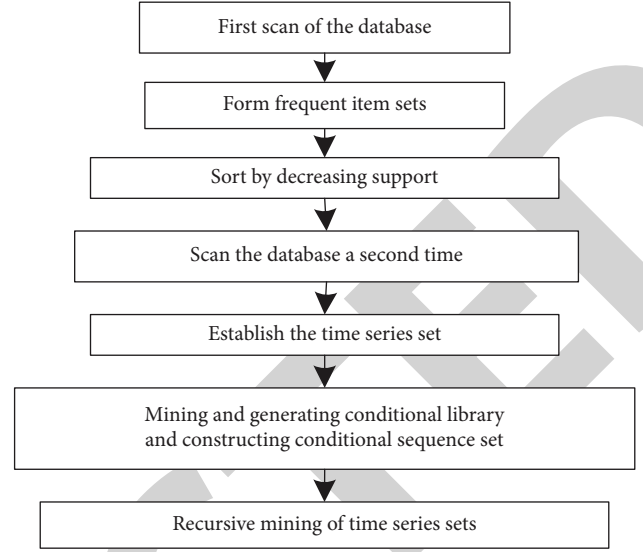 First scan of the database
Form frequent item sets
Sort by decreasing support
Scan the database a second time
Establish the time series set
Mining and generating conditional library
and constructing conditional sequence set
Recursive mining of time series sets